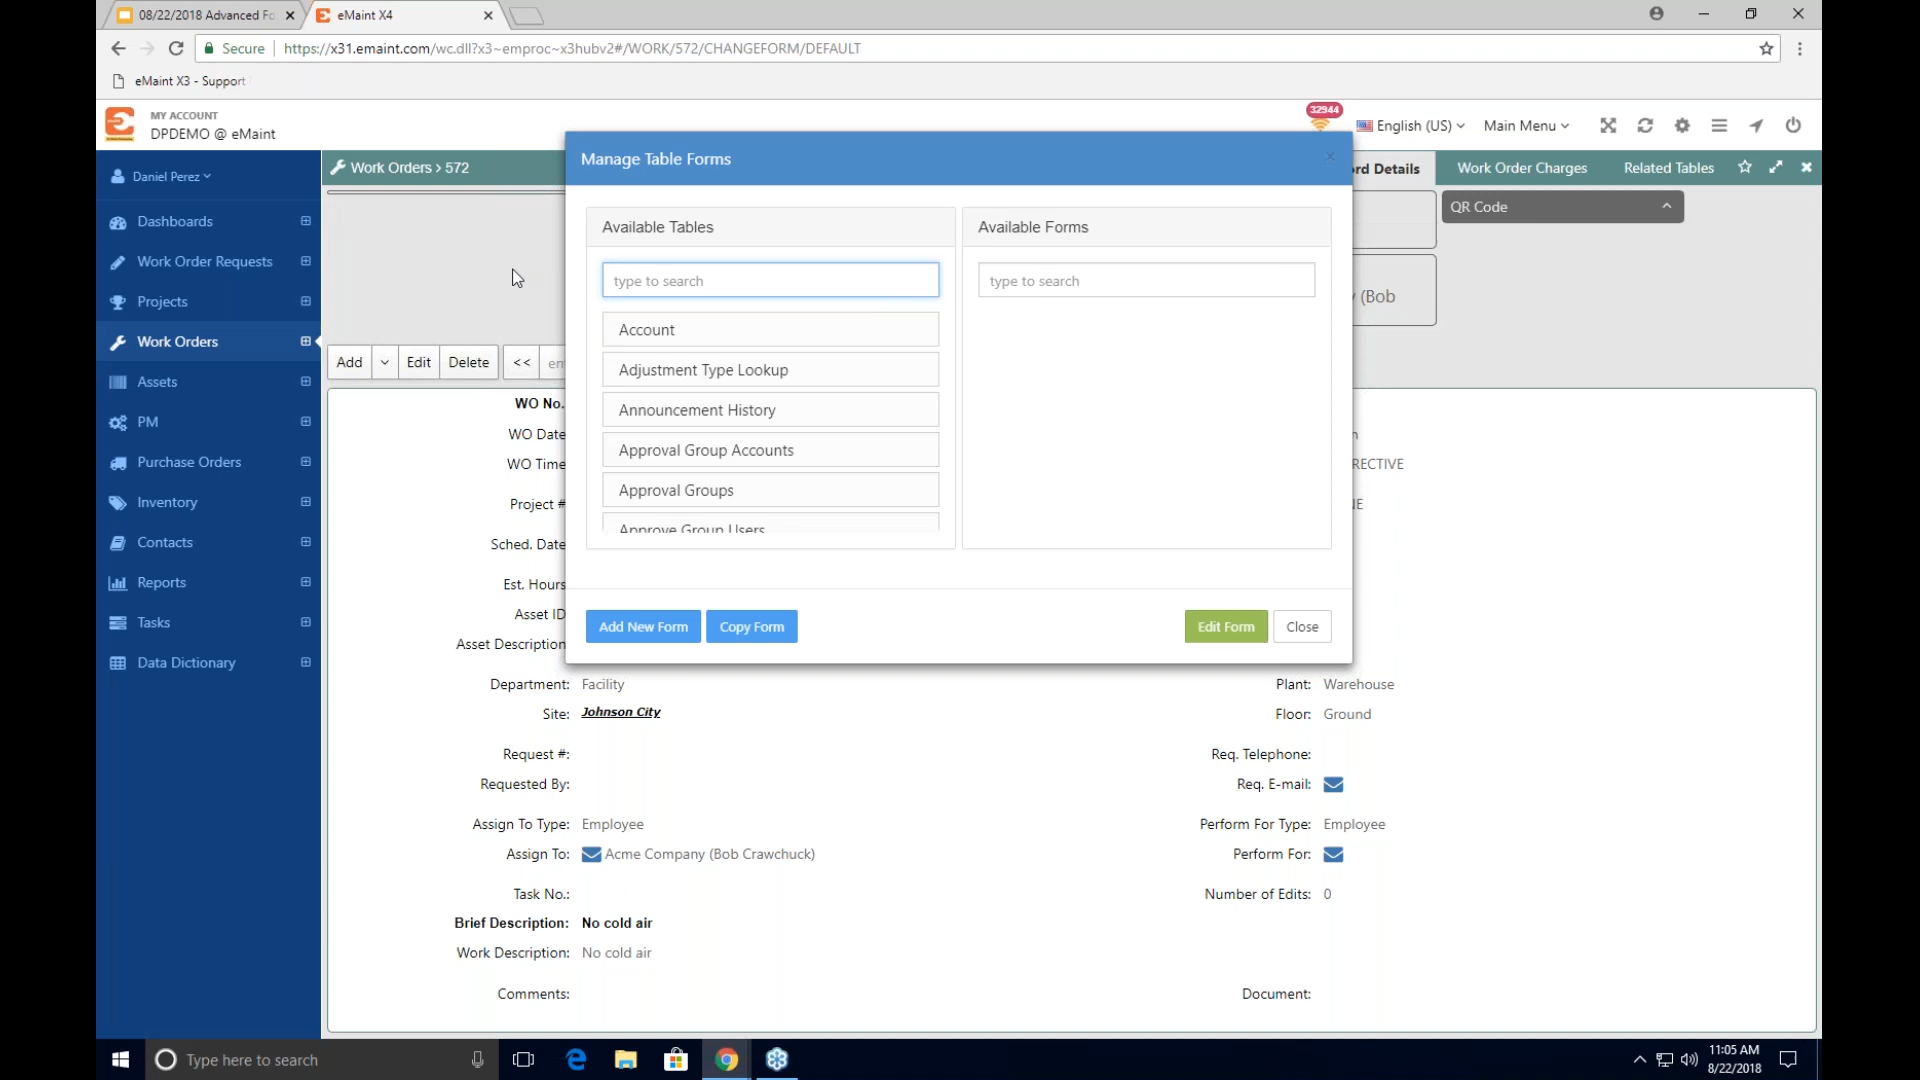 08/22/2018 Advanced Fo
eMaint X4
Secure
https://x31.emaint.com/wc.dll?x3~emproc~x3hubv2#/WORK/572/CHANGEFORM/DEFAULT
eMaint X3 - Support
MY ACCOUNT
DPDEMO @ eMaint
32944
English (US)
Main Menu
Daniel Perez
Dashboards
Work Order Requests
Projects
Work Orders
Assets
PM
Purchase Orders
Inventory
Contacts
Reports
Tasks
Data Dictionary
Work Orders > 572
rd Details
Work Order Charges
Related Tables
QR Code
(Bob
Add
Edit
Delete
<<
en
Manage Table Forms
Available Tables
type to search
Account
Adjustment Type Lookup
Announcement History
Approval Group Accounts
Approval Groups
Approve Group Users
Available Forms
type to search
Add New Form
Copy Form
Edit Form
Close
WO No.
WO Date
WO Time
RECTIVE
Project #
NE
Sched. Date
Est. Hours
Asset ID
Asset Description
Department: Facility
Plant: Warehouse
Site: Johnson City
Floor: Ground
Request #:
Req. Telephone:
Requested By:
Req. E-mail:
Assign To Type: Employee
Perform For Type: Employee
Assign To: Acme Company (Bob Crawchuck)
Perform For:
Task No.:
Number of Edits: 0
Brief Description: No cold air
Work Description: No cold air
Comments:
Document:
Type here to search
11:05 AM
8/22/2018